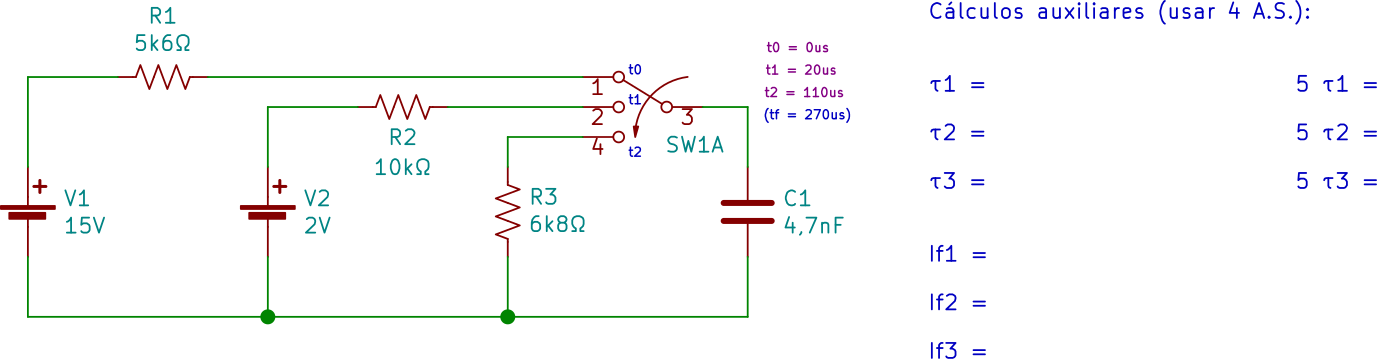 R1
5k6Ω
R2
10kΩ
V1
15V
V2
2V
R3
6k8Ω
1
2
4
3
t0
t1
t2
SW1A
t0 = 0us
t1 = 20us
t2 = 110us
(tf = 270us)
C1
4,7nF
Cálculos auxiliares (usar 4 A.S.):
τ1 =
5 τ1 =
τ2 =
5 τ2 =
τ3 =
5 τ3 =
If1 =
If2 =
If3 =